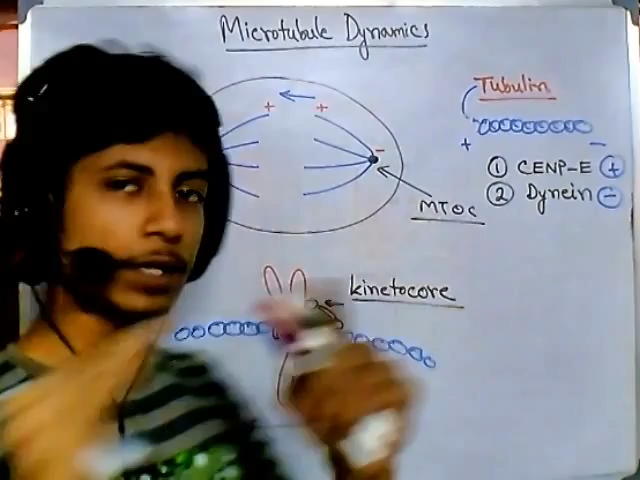 Microtubule Dynamics
+ ← + -
Tubulin
+ -
① CENP-E +
② Dynein -
MTOC
kinetocore